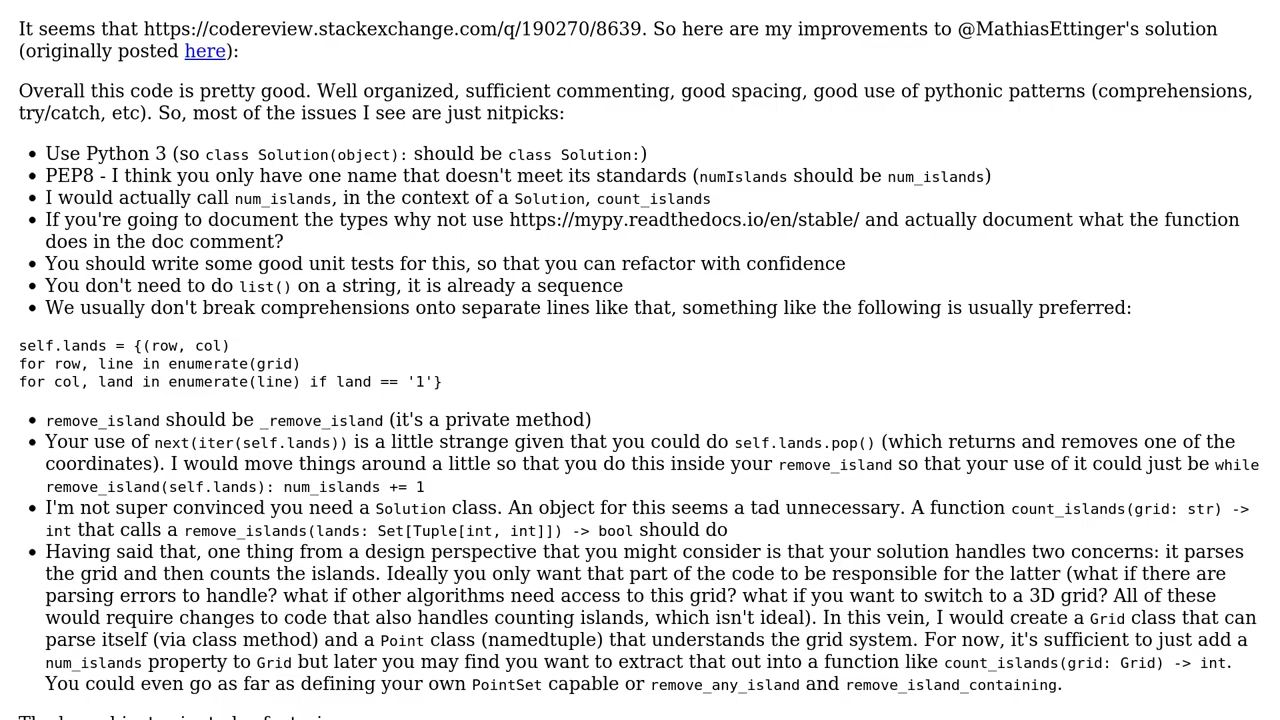 It seems that https://codereview.stackexchange.com/q/190270/8639. So here are my improvements to @MathiasEttinger's solution
(originally posted here):
Overall this code is pretty good. Well organized, sufficient commenting, good spacing, good use of pythonic patterns (comprehensions,
try/catch, etc). So, most of the issues I see are just nitpicks:
• Use Python 3 (so class Solution(object): should be class Solution:)
• PEP8 - I think you only have one name that doesn't meet its standards (numIslands should be num_islands)
• I would actually call num_islands, in the context of a Solution, count_islands
• If you're going to document the types why not use https://mypy.readthedocs.io/en/stable/ and actually document what the function
does in the doc comment?
• You should write some good unit tests for this, so that you can refactor with confidence
• You don't need to do list() on a string, it is already a sequence
• We usually don't break comprehensions onto separate lines like that, something like the following is usually preferred:
self.lands = {(row, col)
for row, line in enumerate(grid)
for col, land in enumerate(line) if land == '1'}
• remove_island should be _remove_island (it's a private method)
• Your use of next(iter(self.lands)) is a little strange given that you could do self.lands.pop() (which returns and removes one of the
coordinates). I would move things around a little so that you do this inside your remove_island so that your use of it could just be while
remove_island(self.lands): num_islands += 1
• I'm not super convinced you need a Solution class. An object for this seems a tad unnecessary. A function count_islands(grid: str) ->
int that calls a remove_islands(lands: Set[Tuple[int, int]]) -> bool should do
• Having said that, one thing from a design perspective that you might consider is that your solution handles two concerns: it parses
the grid and then counts the islands. Ideally you only want that part of the code to be responsible for the latter (what if there are
parsing errors to handle? what if other algorithms need access to this grid? what if you want to switch to a 3D grid? All of these
would require changes to code that also handles counting islands, which isn't ideal). In this vein, I would create a Grid class that can
parse itself (via class method) and a Point class (namedtuple) that understands the grid system. For now, it's sufficient to just add a
num_islands property to Grid but later you may find you want to extract that out into a function like count_islands(grid: Grid) -> int.
You could even go as far as defining your own PointSet capable or remove_any_island and remove_island_containing.